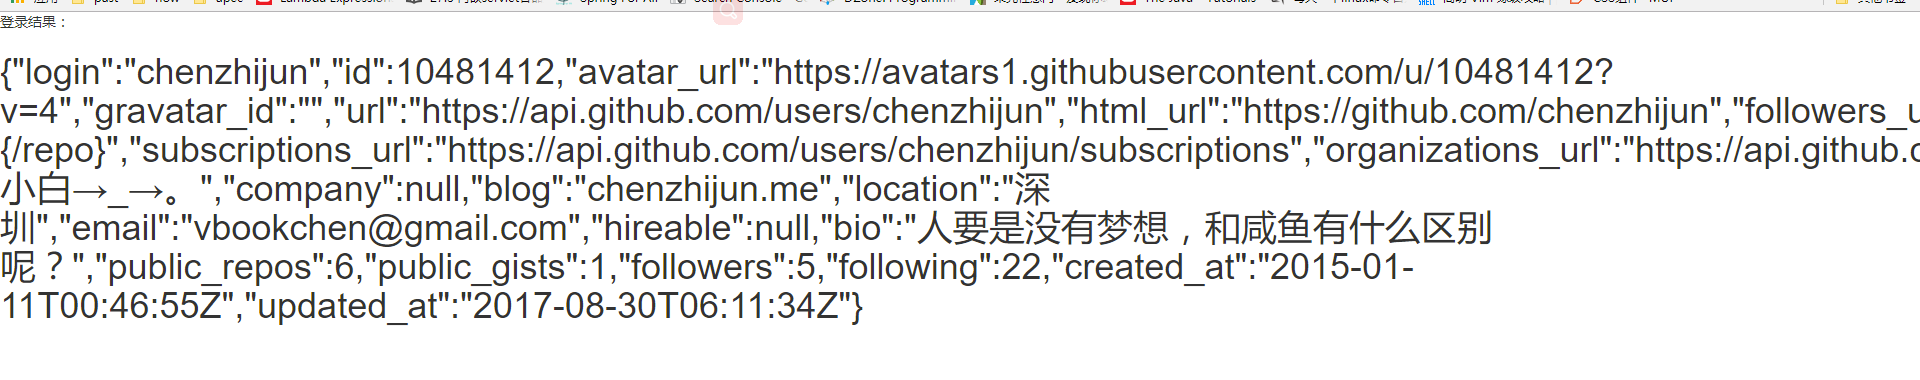 登录结果：
{"login":"chenzhijun","id":10481412,"avatar_url":"https://avatars1.githubusercontent.com/u/10481412?
v=4","gravatar_id":"","url":"https://api.github.com/users/chenzhijun","html_url":"https://github.com/chenzhijun","followers_u
{/repo}","subscriptions_url":"https://api.github.com/users/chenzhijun/subscriptions","organizations_url":"https://api.github.c
小白→_→。","company":null,"blog":"chenzhijun.me","location":"深
圳","email":"vbookchen@gmail.com","hireable":null,"bio":"人要是没有梦想，和咸鱼有什么区别
呢？","public_repos":6,"public_gists":1,"followers":5,"following":22,"created_at":"2015-01-
11T00:46:55Z","updated_at":"2017-08-30T06:11:34Z"}